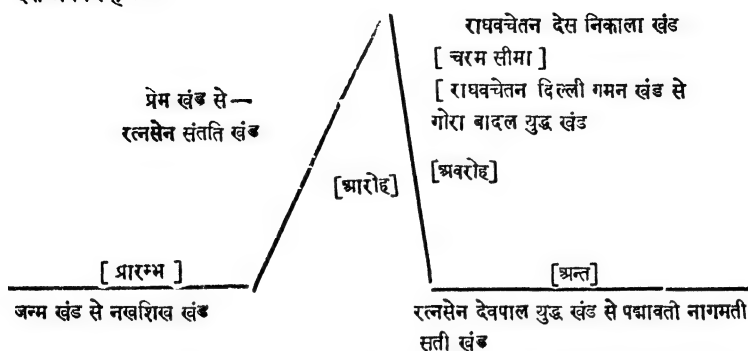 राघवचेतन देस निकाला खंड
[ चरम सीमा ]
[ राघवचेतन दिल्ली गमन खंड से
गोरा बादल युद्ध खंड
प्रेम खंड से —
रत्नसेन संतति खंड
[आरोह]
[अवरोह]
[ प्रारम्भ ]
जन्म खंड से नखशिख खंड
[अन्त]
रत्नसेन देवपाल युद्ध खंड से पद्मावती नागमती
सती खंड